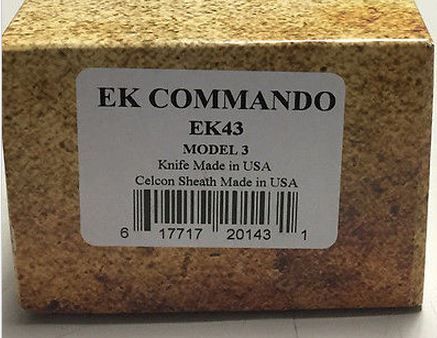 EK COMMANDO
EK43
MODEL 3
Knife Made in USA
Celcon Sheath Made in USA
6 17717 20143 1